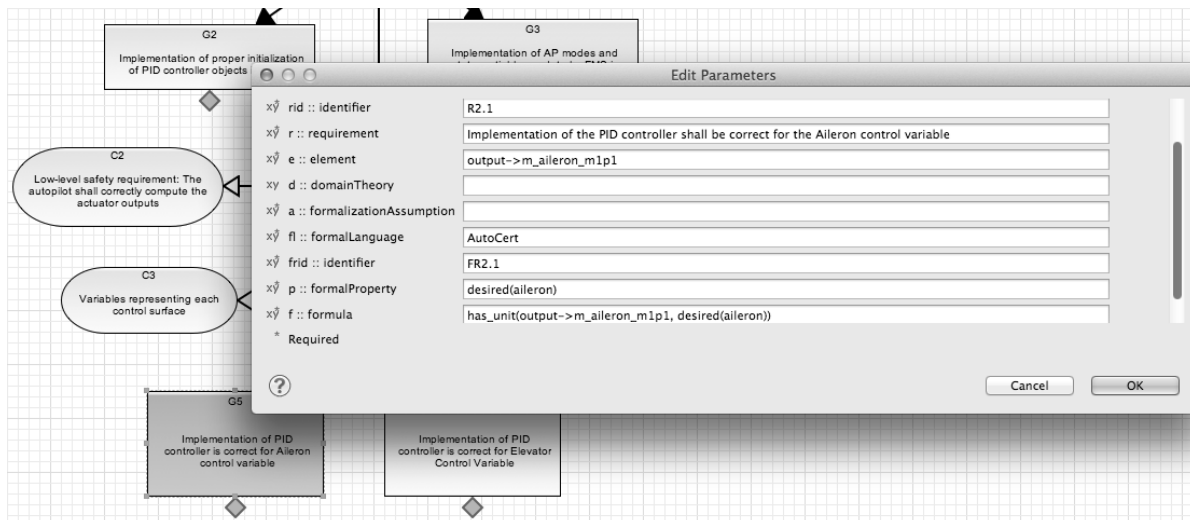 G2
Implementation of proper initialization
of PID controller objects
G3
Implementation of AP modes and
Edit Parameters
rid :: identifier
R2.1
r :: requirement
Implementation of the PID controller shall be correct for the Aileron control variable
e :: element
output->m_aileron_m1p1
d :: domainTheory
a :: formalizationAssumption
fl :: formalLanguage
AutoCert
frid :: identifier
FR2.1
p :: formalProperty
desired(aileron)
f :: formula
has_unit(output->m_aileron_m1p1, desired(aileron))
* Required
?
Cancel
OK
C2
Low-level safety requirement: The
autopilot shall correctly compute the
actuator outputs
C3
Variables representing each
control surface
G5
Implementation of PID
controller is correct for Aileron
control variable
Implementation of PID
controller is correct for Elevator
Control Variable